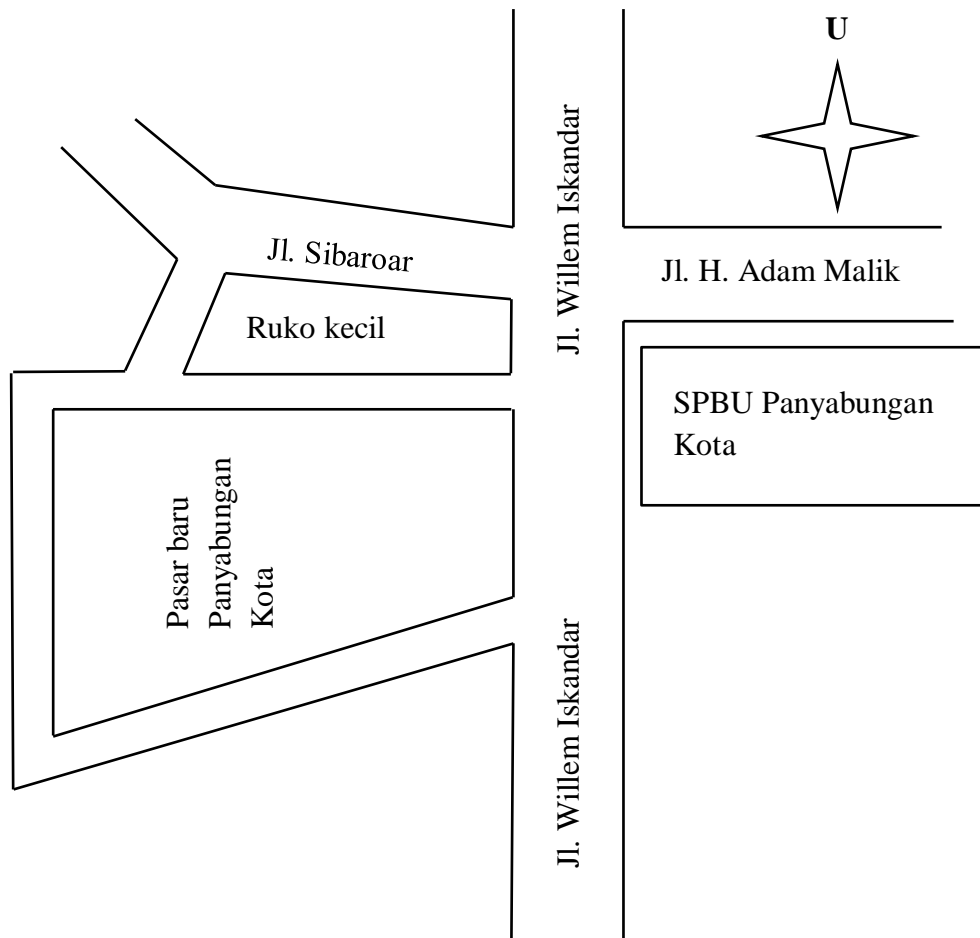 U
Jl. Willem Iskandar
Jl. Sibaroar
Jl. H. Adam Malik
Ruko kecil
SPBU Panyabungan
Kota
Pasar baru
Panyabungan
Kota
Jl. Willem Iskandar